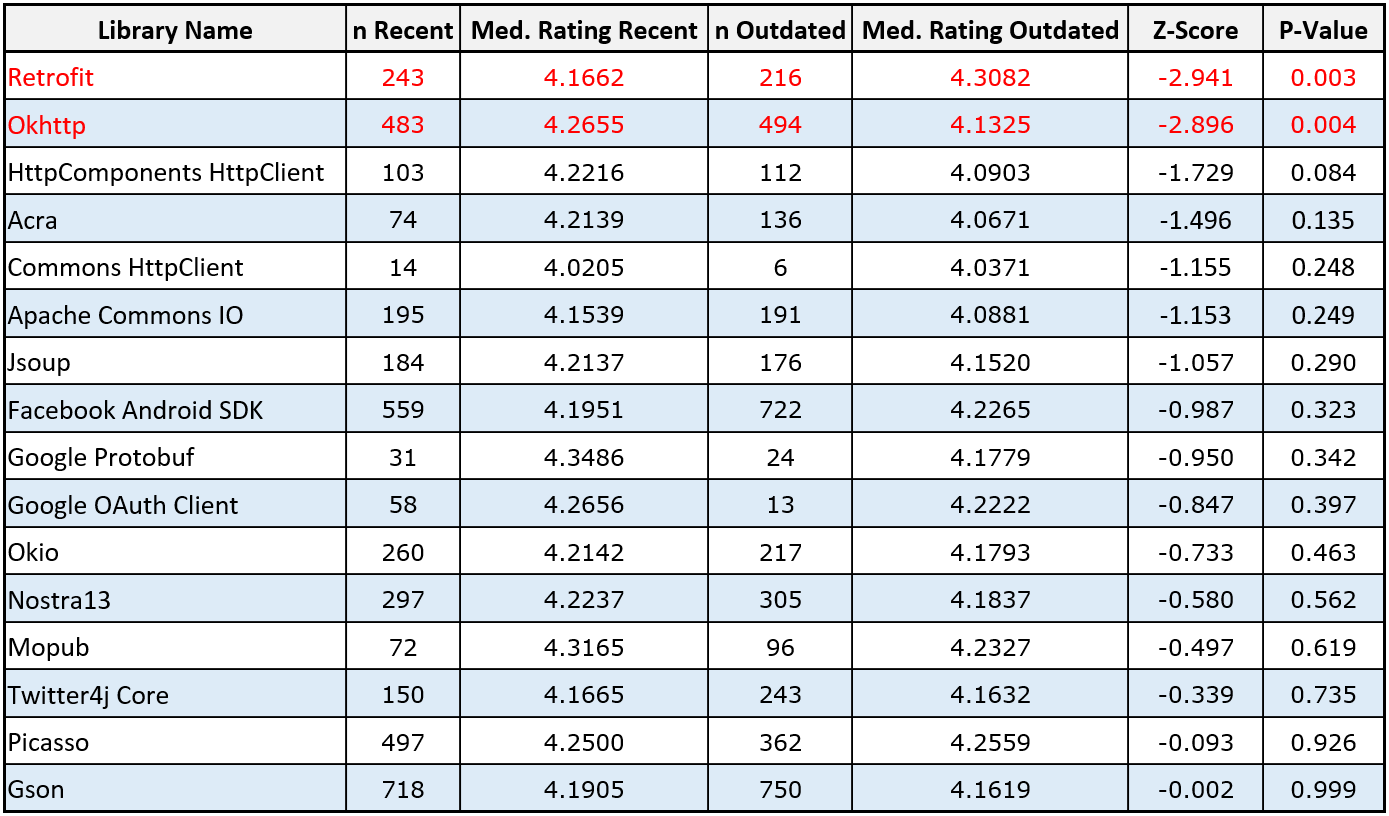 Library Name n Recent Med. Rating Recent n Outdated Med. Rating Outdated Z-Score P-Value
Retrofit 243 4.1662 216 4.3082 -2.941 0.003
Okhttp 483 4.2655 494 4.1325 -2.896 0.004
HttpComponents HttpClient 103 4.2216 112 4.0903 -1.729 0.084
Acra 74 4.2139 136 4.0671 -1.496 0.135
Commons HttpClient 14 4.0205 6 4.0371 -1.155 0.248
Apache Commons IO 195 4.1539 191 4.0881 -1.153 0.249
Jsoup 184 4.2137 176 4.1520 -1.057 0.290
Facebook Android SDK 559 4.1951 722 4.2265 -0.987 0.323
Google Protobuf 31 4.3486 24 4.1779 -0.950 0.342
Google OAuth Client 58 4.2656 13 4.2222 -0.847 0.397
Okio 260 4.2142 217 4.1793 -0.733 0.463
Nostra13 297 4.2237 305 4.1837 -0.580 0.562
Mopub 72 4.3165 96 4.2327 -0.497 0.619
Twitter4j Core 150 4.1665 243 4.1632 -0.339 0.735
Picasso 497 4.2500 362 4.2559 -0.093 0.926
Gson 718 4.1905 750 4.1619 -0.002 0.999